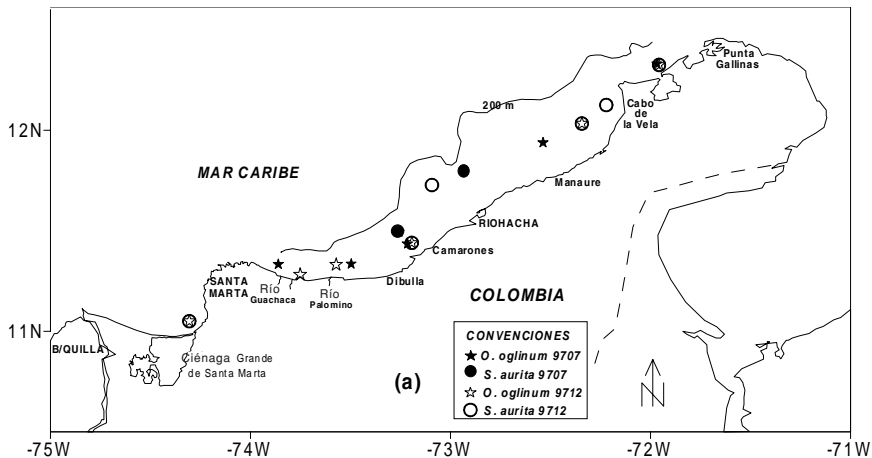 Punta
Gallinas
200 m
Cabo
de
la Vela
12N
MAR CARIBE
Manaure
RIOHACHA
Camarones
SANTA
MARTA
Río
Guachaca
Río
Palomino
Dibulla
COLOMBIA
11N
B/QUILLA
Ciénaga Grande
de Santa Marta
(a)
CONVENCIONES
O. oglinum 9707
S. aurita 9707
O. oglinum 9712
S. aurita 9712
N
-75W
-74W
-73W
-72W
-71W